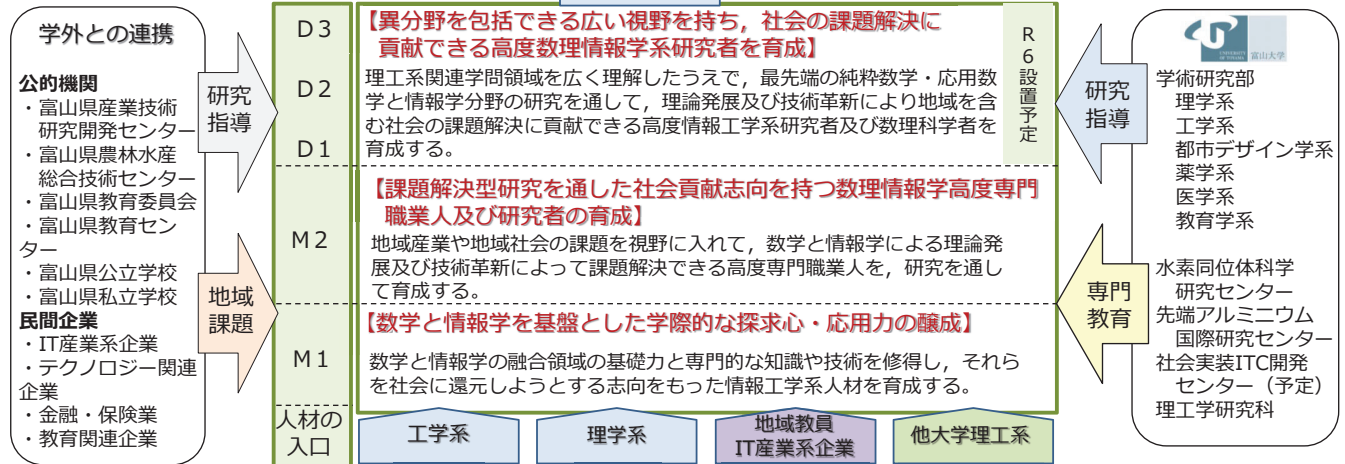 学外との連携
公的機関
・富山県産業技術
研究開発センター
・富山県農林水産
総合技術センター
・富山県教育委員会
・富山県教育セン
ター
・富山県公立学校
・富山県私立学校
民間企業
・IT産業系企業
・テクノロジー関連
企業
・金融・保険業
・教育関連企業
研究
指導
地域
課題
D3
D2
D1
M2
M1
人材の
入口
【異分野を包括できる広い視野を持ち，社会の課題解決に
貢献できる高度数理情報学系研究者を育成】
理工系関連学問領域を広く理解したうえで，最先端の純粋数学・応用数
学と情報学分野の研究を通して，理論発展及び技術革新により地域を含
む社会の課題解決に貢献できる高度情報工学系研究者及び数理科学者を
育成する。
R6設置予定
【課題解決型研究を通した社会貢献志向を持つ数理情報学高度専門
職業人及び研究者の育成】
地域産業や地域社会の課題を視野に入れて，数学と情報学による理論発
展及び技術革新によって課題解決できる高度専門職業人を，研究を通し
て育成する。
【数学と情報学を基盤とした学際的な探求心・応用力の醸成】
数学と情報学の融合領域の基礎力と専門的な知識や技術を修得し，それら
を社会に還元しようとする志向をもった情報工学系人材を育成する。
工学系
理学系
地域教員
IT産業系企業
他大学理工系
研究
指導
専門
教育
UNIVERSITY
OF TOYAMA
富山大学
学術研究部
理学系
工学系
都市デザイン学系
薬学系
医学系
教育学系
水素同位体科学
研究センター
先端アルミニウム
国際研究センター
社会実装ITC開発
センター（予定）
理工学研究科